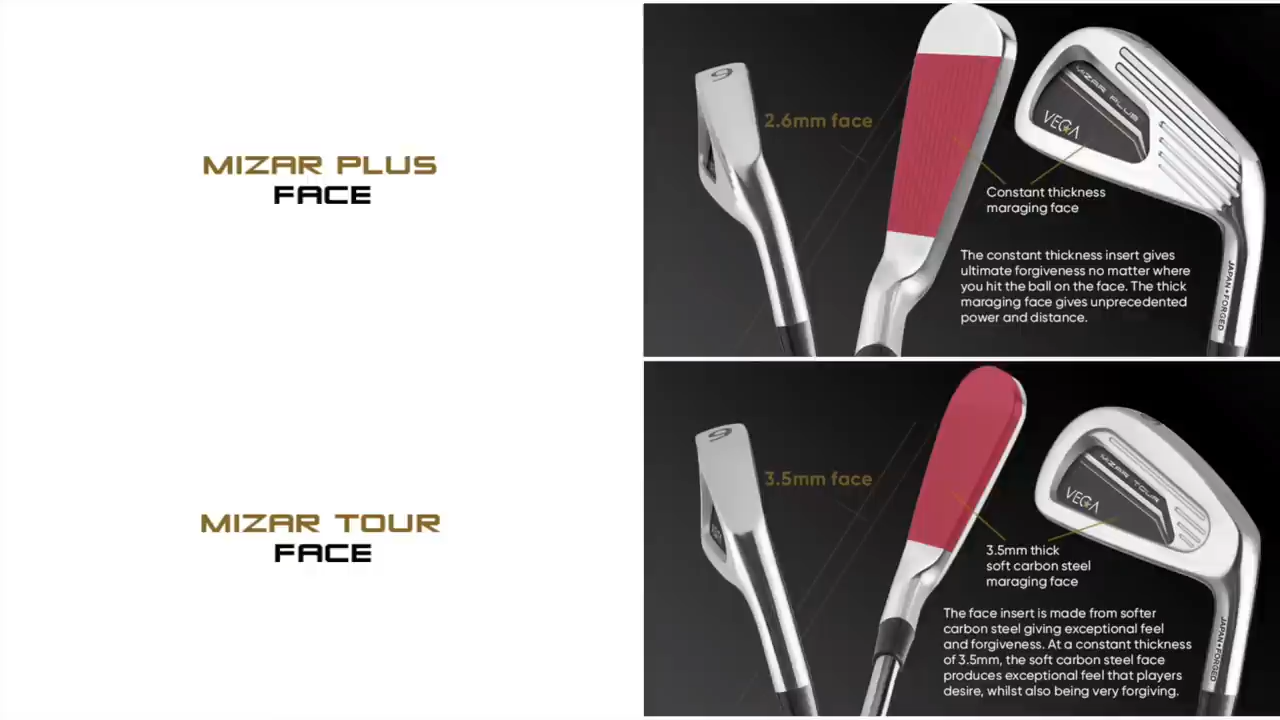 MIZAR PLUS
FACE
6
2.6mm face
MIZAR PLUS
VEGA
Constant thickness
maraging face
The constant thickness insert gives
ultimate forgiveness no matter where
you hit the ball on the face. The thick
maraging face gives unprecedented
power and distance.
JAPAN★FORGED
MIZAR TOUR
FACE
6
VEGA
3.5mm face
MIZAR TOUR
VEGA
3.5mm thick
soft carbon steel
maraging face
The face insert is made from softer
carbon steel giving exceptional feel
and forgiveness. At a constant thickness
of 3.5mm, the soft carbon steel face
produces exceptional feel that players
desire, whilst also being very forgiving.
JAPAN★FORGED